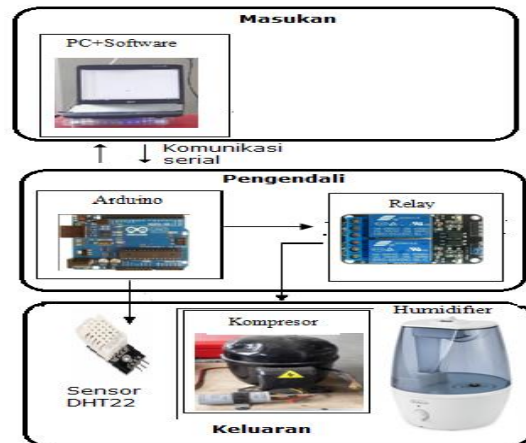 Masukan
PC+Software
Komunikasi
serial
Pengendali
Arduino
Relay
Kompresor
Humidifier
Sensor
DHT22
Keluaran